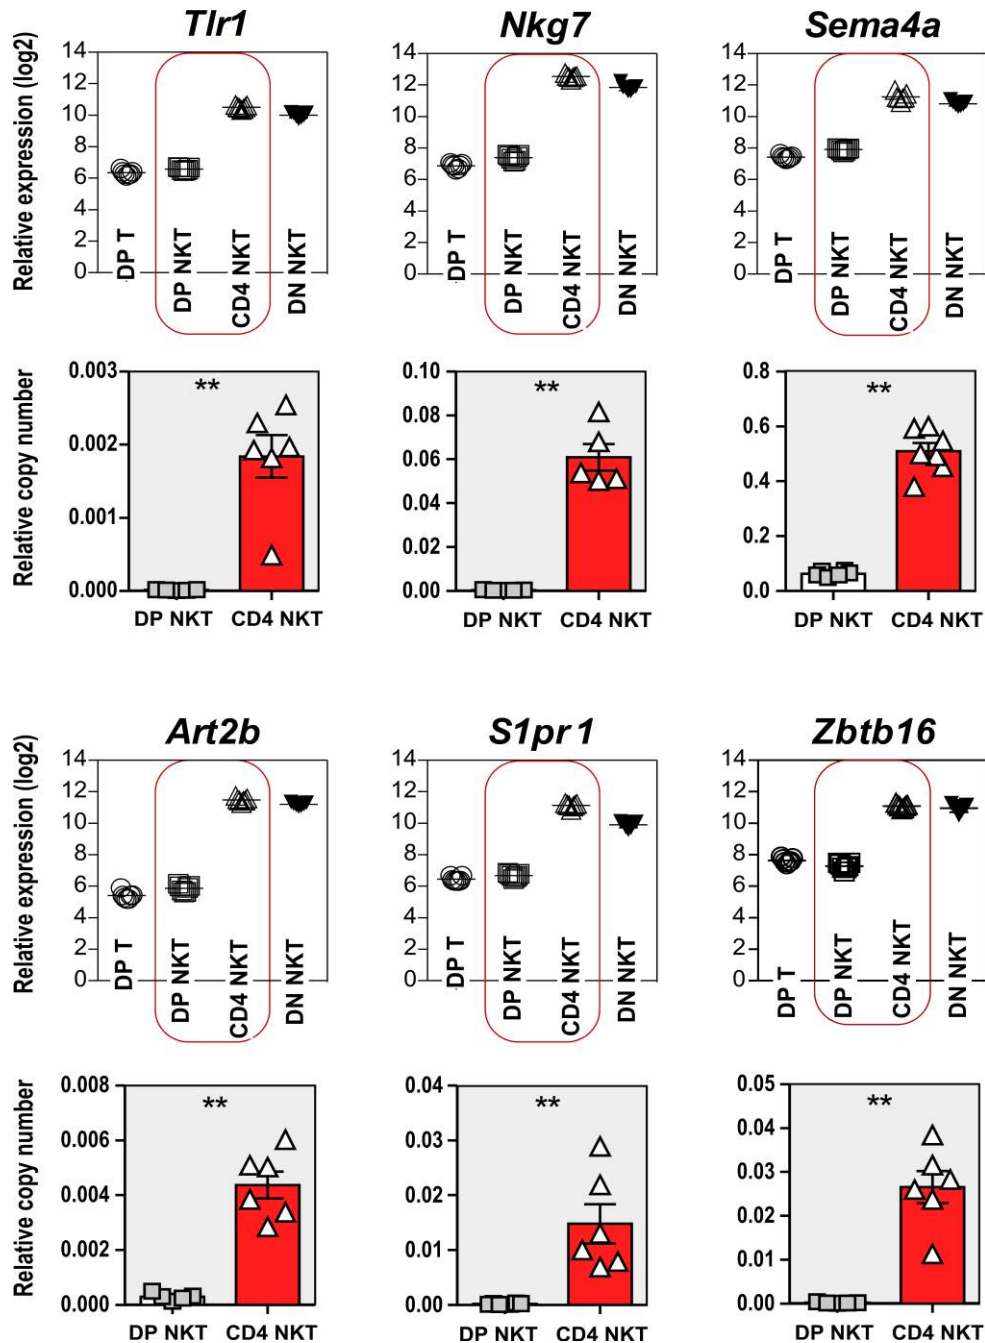 Tlr1 Nkg7 Sema4a
Relative expression (log2)
14 12 10 8 6 4 2 0
DP T DP NKT CD4 NKT DN NKT
14 12 10 8 6 4 2 0
DP T DP NKT CD4 NKT DN NKT
14 12 10 8 6 4 2 0
DP T DP NKT CD4 NKT DN NKT
Relative copy number
0.003 0.002 0.001 0.000
**
DP NKT CD4 NKT
0.10 0.08 0.06 0.04 0.02 0.00
**
DP NKT CD4 NKT
0.8 0.6 0.4 0.2 0.0
**
DP NKT CD4 NKT
Art2b S1pr1 Zbtb16
Relative expression (log2)
14 12 10 8 6 4 2 0
DP T DP NKT CD4 NKT DN NKT
14 12 10 8 6 4 2 0
DP T DP NKT CD4 NKT DN NKT
14 12 10 8 6 4 2 0
DP T DP NKT CD4 NKT DN NKT
Relative copy number
0.008 0.006 0.004 0.002 0.000
**
DP NKT CD4 NKT
0.04 0.03 0.02 0.01 0.00
**
DP NKT CD4 NKT
0.05 0.04 0.03 0.02 0.01 0.00
**
DP NKT CD4 NKT